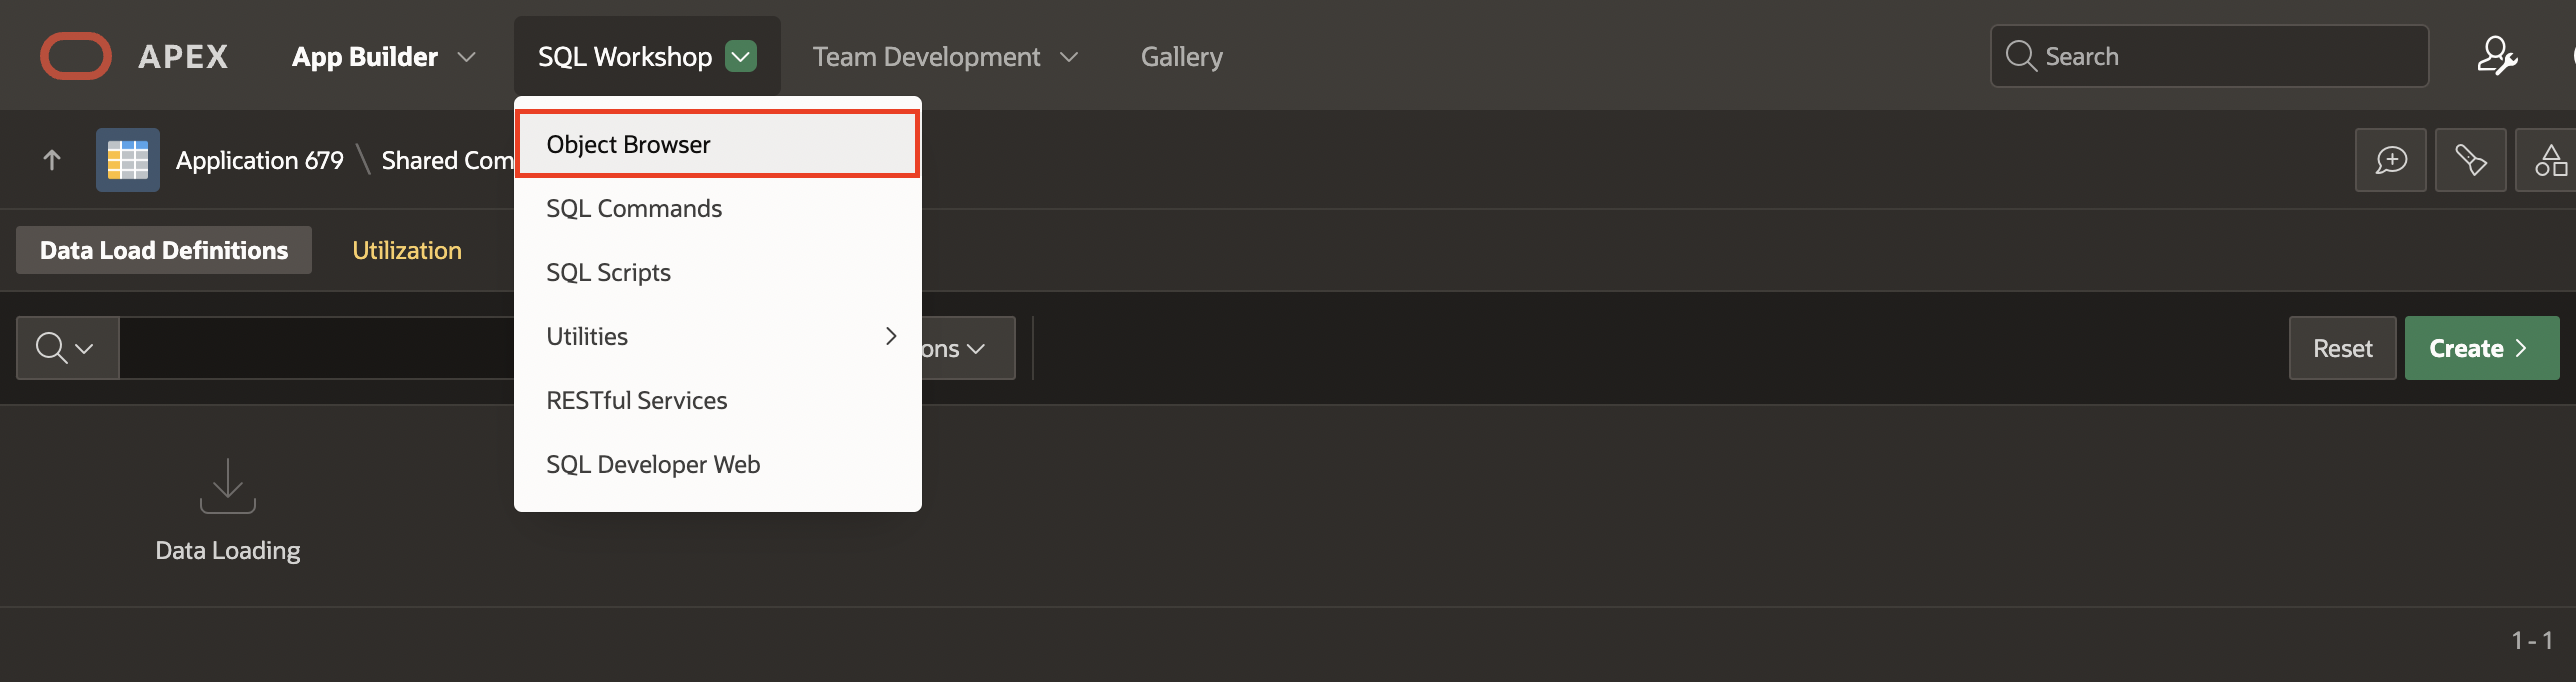 APEX App Builder SQL Workshop Team Development Gallery Search
Application 679 \ Shared Com
Object Browser
SQL Commands
SQL Scripts
Utilities
RESTful Services
SQL Developer Web
Data Load Definitions Utilization
ons Reset Create
Data Loading
1 - 1